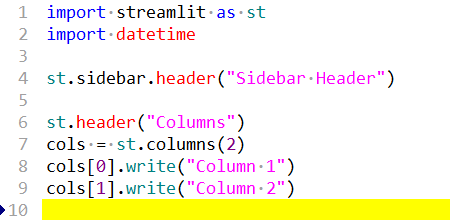 1 import streamlit as st
2 import datetime
3
4 st.sidebar.header("Sidebar Header")
5
6 st.header("Columns")
7 cols = st.columns(2)
8 cols[0].write("Column 1")
9 cols[1].write("Column 2")
10